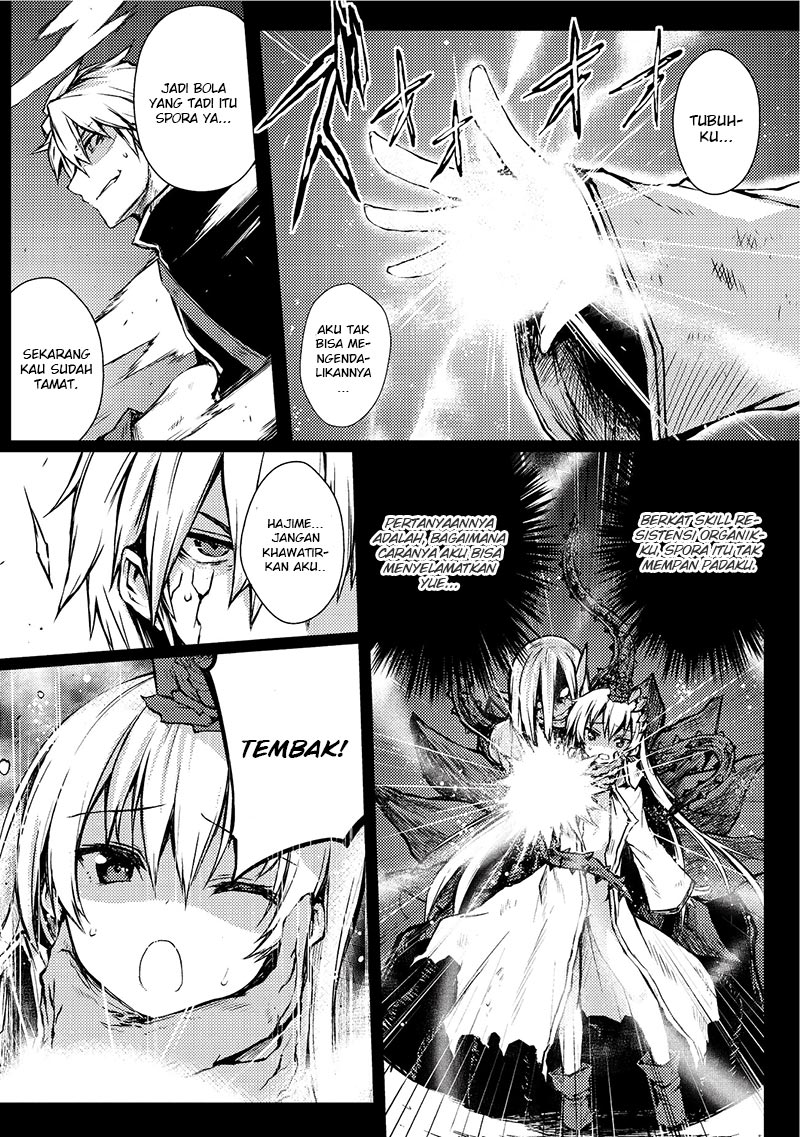 TUBUH-
KU...
AKU TAK
BISA ME-
NGENDA-
LIKANNYA
...
JADI BOLA
YANG TADI ITU
SPORA YA...
SEKARANG
KAU SUDAH
TAMAT.
BERKAT SKILL RE-
SISTENSI ORGANIK-
KU, SPORA ITU TAK
MEMPAN PADAKU.
PERTANYAANNYA
ADALAH, BAGAIMANA
CARANYA AKU BISA
MENYELAMATKAN
YUE...
HAJIME...
JANGAN
KHAWATIR-
KAN AKU..
TEMBAK!